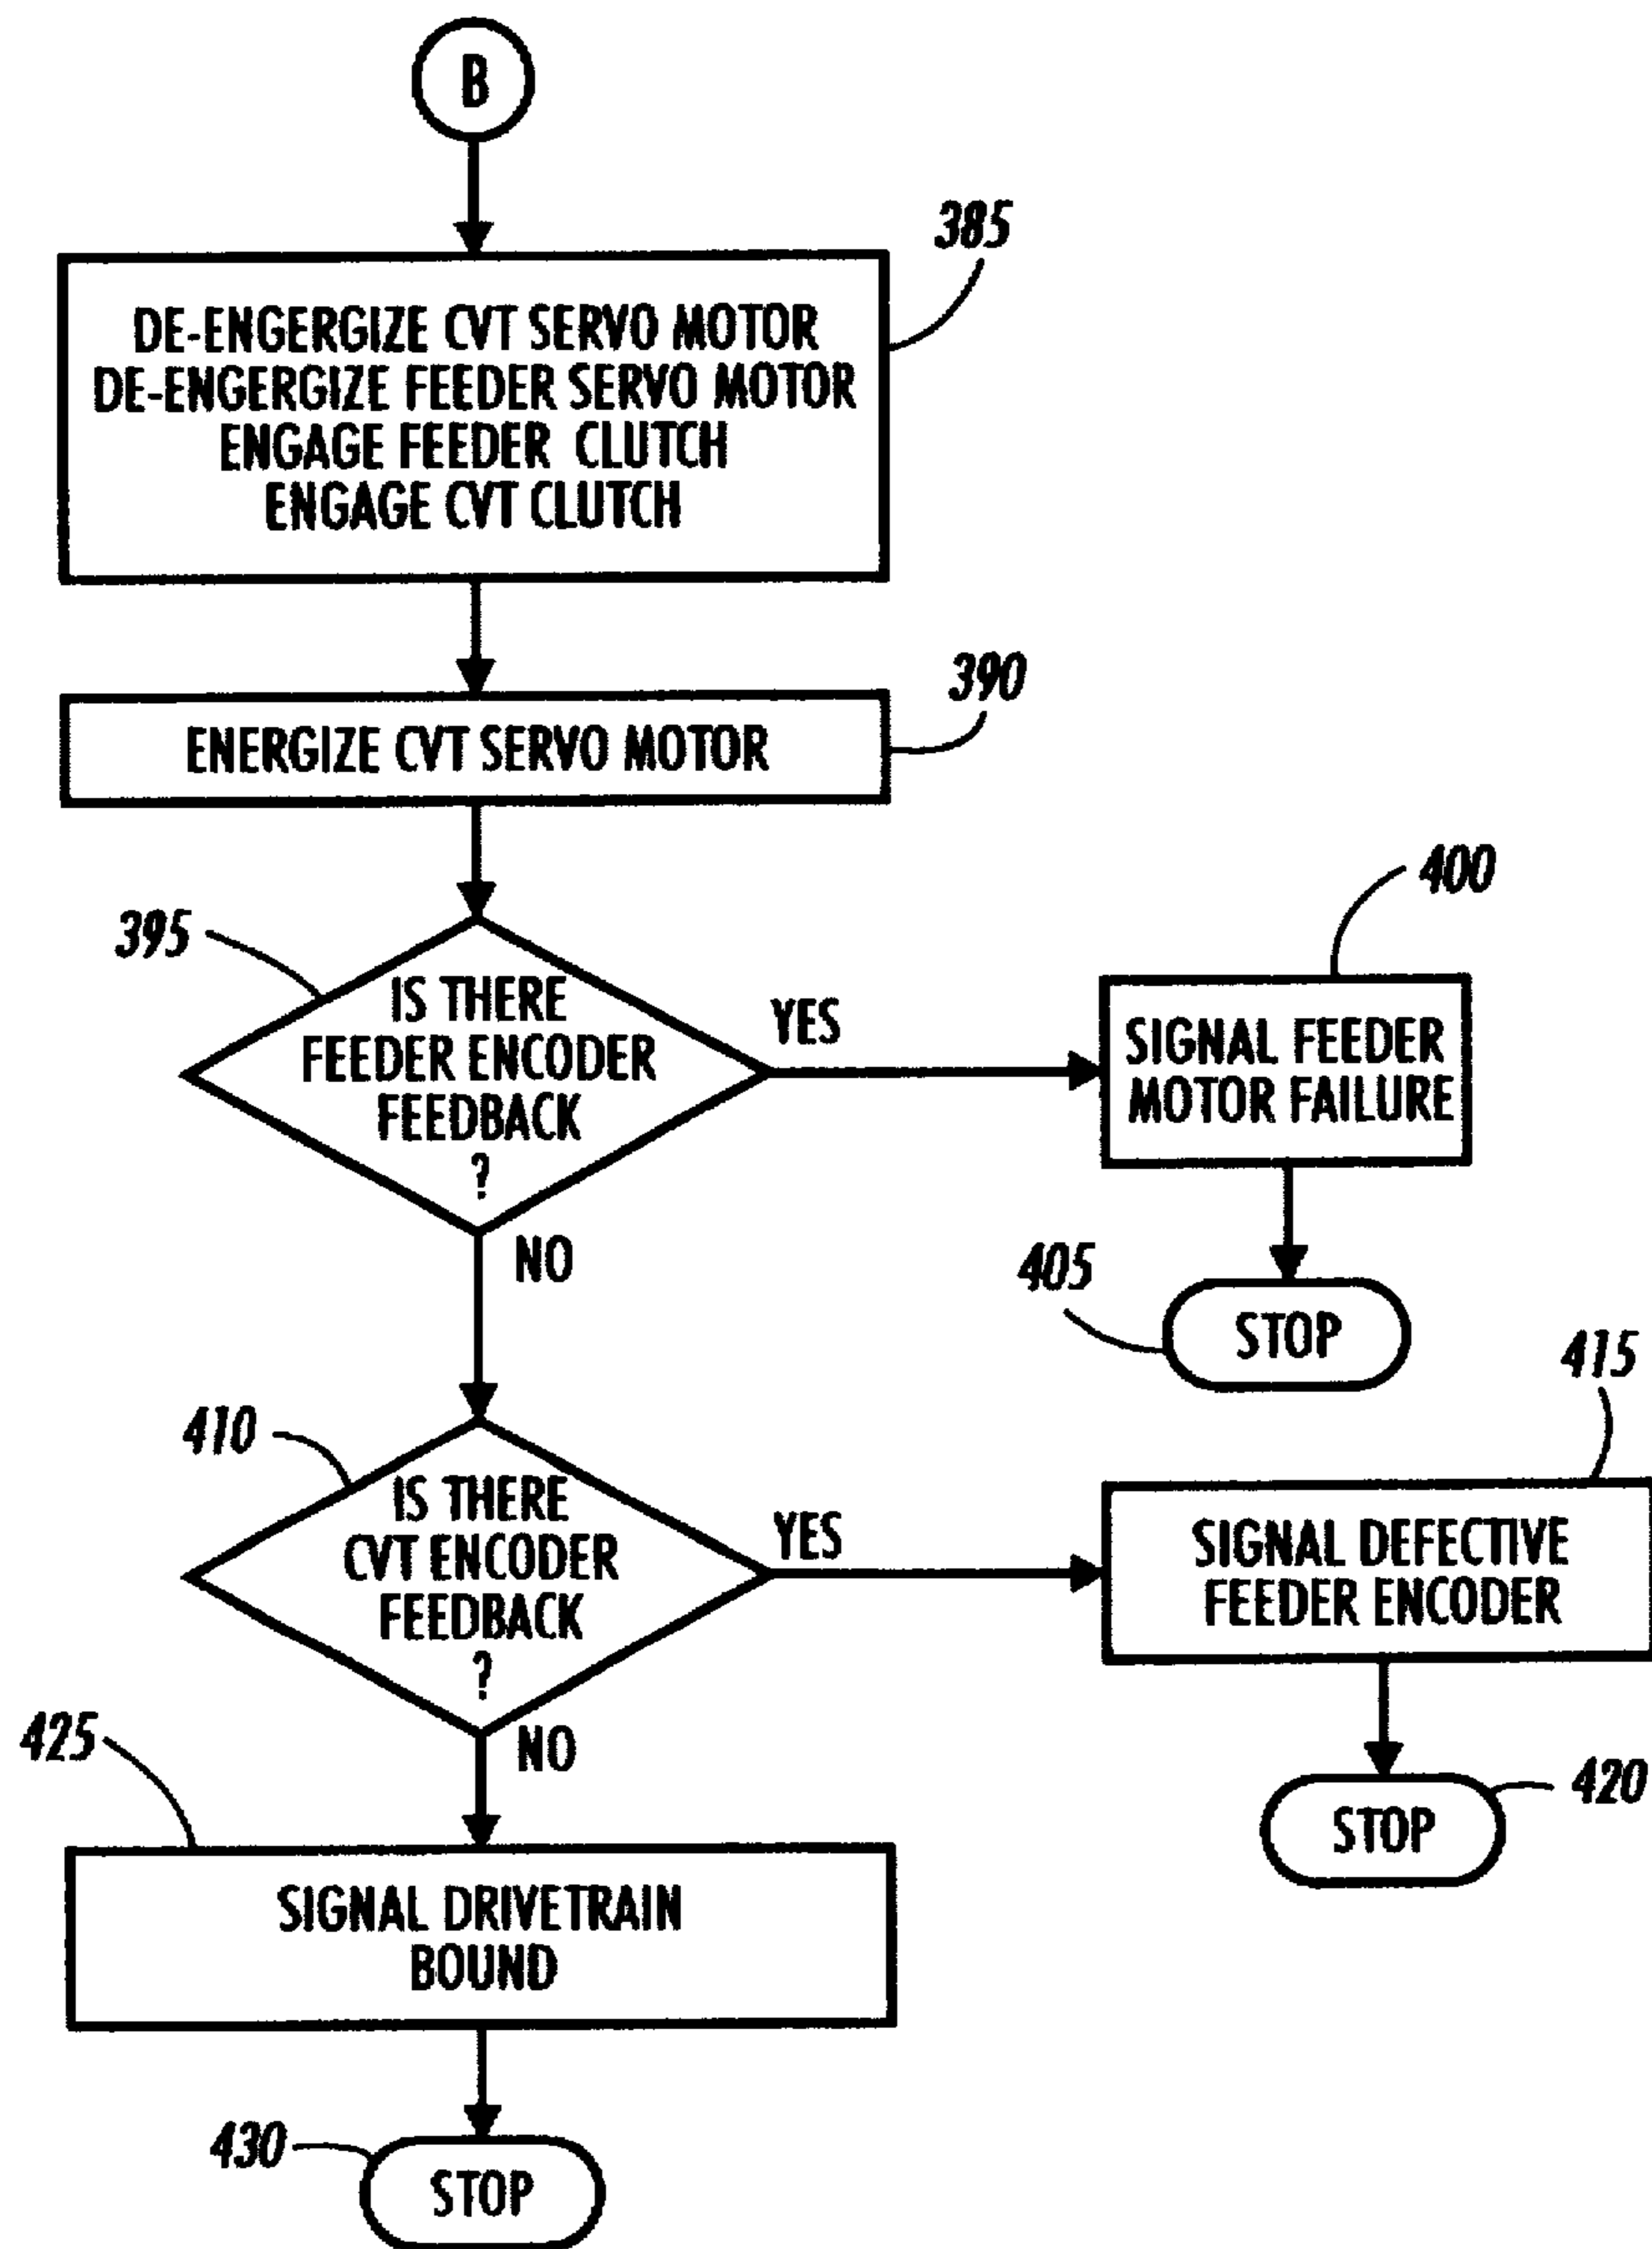 B
385
DE-ENGERGIZE CVT SERVO MOTOR
DE-ENGERGIZE FEEDER SERVO MOTOR
ENGAGE FEEDER CLUTCH
ENGAGE CVT CLUTCH
390
ENERGIZE CVT SERVO MOTOR
395
IS THERE
FEEDER ENCODER
FEEDBACK
?
YES
400
SIGNAL FEEDER
MOTOR FAILURE
NO
405
STOP
410
IS THERE
CVT ENCODER
FEEDBACK
?
YES
415
SIGNAL DEFECTIVE
FEEDER ENCODER
NO
420
STOP
425
SIGNAL DRIVETRAIN
BOUND
430
STOP